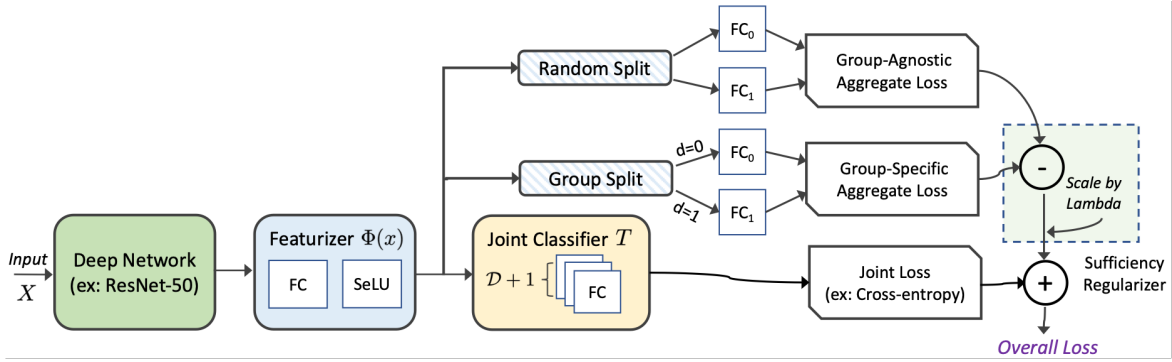 Input
X
Deep Network
(ex: ResNet-50)
Featurizer Φ(x)
FC
SeLU
Random Split
FC₀
FC₁
Group-Agnostic
Aggregate Loss
Group Split
d=0
d=1
FC₀
FC₁
Group-Specific
Aggregate Loss
-
Scale by
Lambda
Joint Classifier T
𝒟 + 1
FC
Joint Loss
(ex: Cross-entropy)
+
Sufficiency
Regularizer
Overall Loss